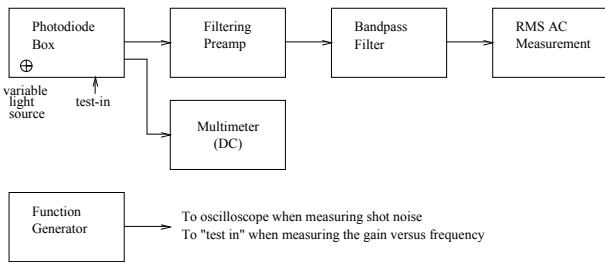 Photodiode
Box
variable
light
source
test-in
Filtering
Preamp
Bandpass
Filter
RMS AC
Measurement
Multimeter
(DC)
Function
Generator
To oscilloscope when measuring shot noise
To "test in" when measuring the gain versus frequency